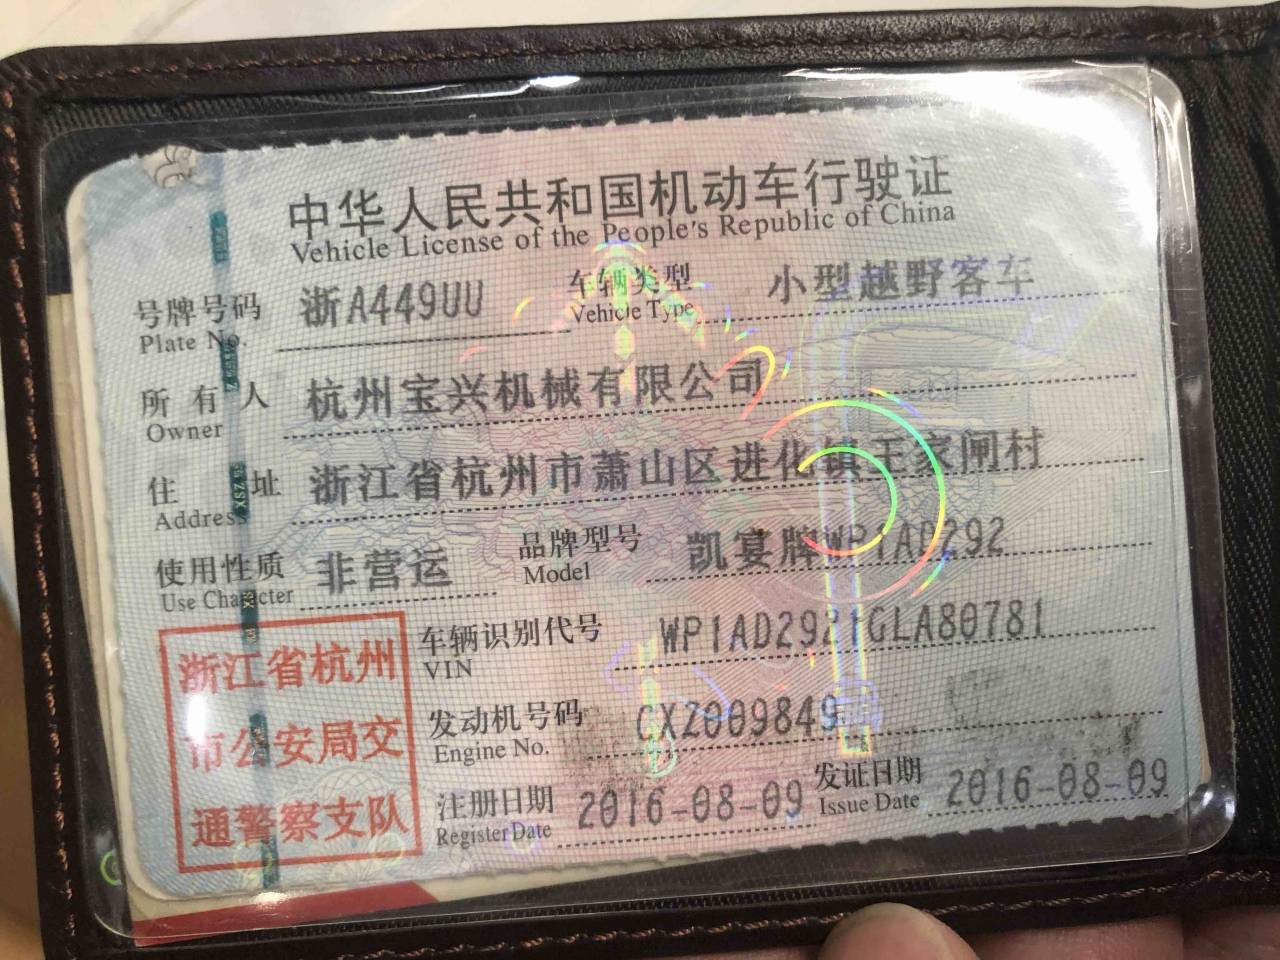 中华人民共和国机动车行驶证
Vehicle License of the People's Republic of China
号牌号码 浙A449UU 车辆类型 小型越野客车
Plate No. Vehicle Type
所有人 杭州宝兴机械有限公司
Owner
住址 浙江省杭州市萧山区进化镇王家闸村
Address
使用性质 非营运 品牌型号 凯宴牌WP1AD292
Use Character Model
浙江省杭州
市公安局交
通警察支队
车辆识别代号 WP1AD2921GLA80781
VIN
发动机号码 CXZ009849
Engine No.
注册日期 2016-08-09 发证日期 2016-08-09
Register Date Issue Date